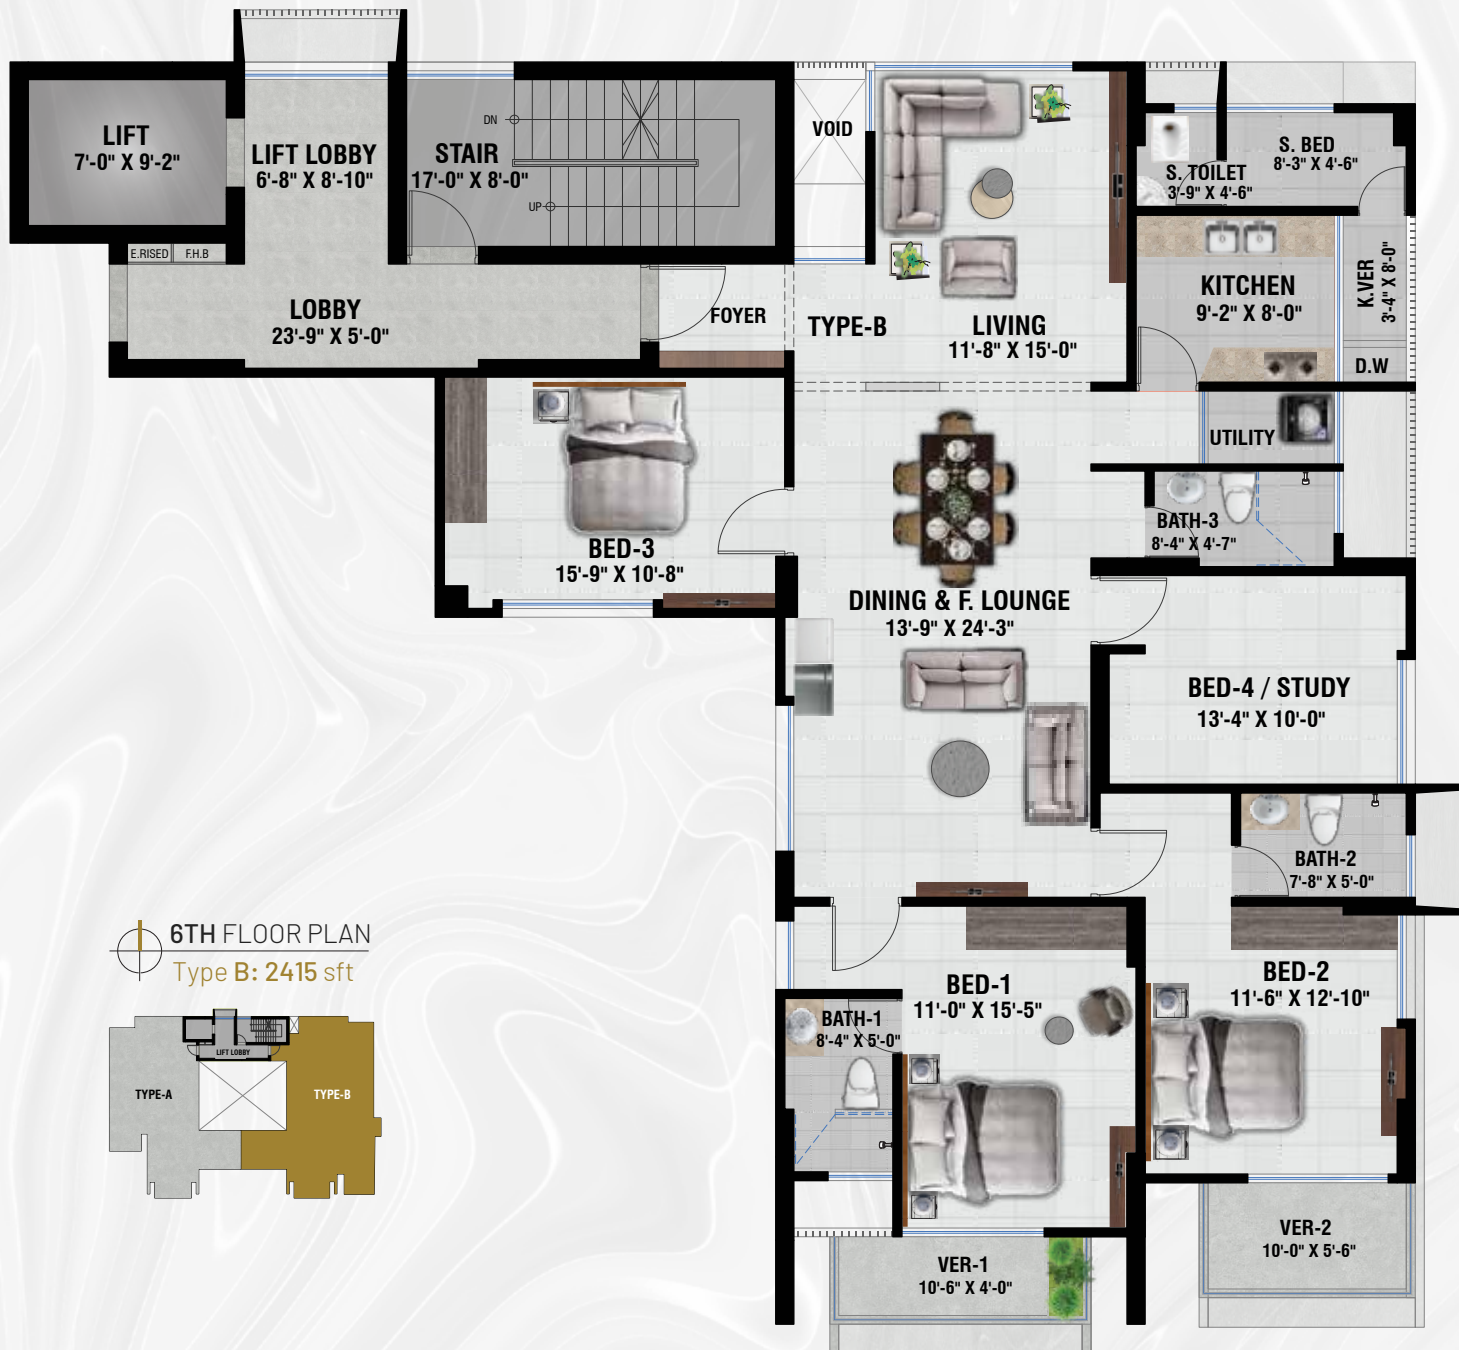 LIFT
7'-0" X 9'-2"
LIFT LOBBY
6'-8" X 8'-10"
STAIR
17'-0" X 8'-0"
DN
UP
VOID
S. BED
8'-3" X 4'-6"
S. TOILET
3'-9" X 4'-6"
E.RISED
F.H.B
LOBBY
23'-9" X 5'-0"
FOYER
TYPE-B
LIVING
11'-8" X 15'-0"
KITCHEN
9'-2" X 8'-0"
K.VER
3'-4" X 8'-0"
D.W
UTILITY
BATH-3
8'-4" X 4'-7"
BED-3
15'-9" X 10'-8"
DINING & F. LOUNGE
13'-9" X 24'-3"
BED-4 / STUDY
13'-4" X 10'-0"
BATH-2
7'-8" X 5'-0"
6TH FLOOR PLAN
Type B: 2415 sft
BED-1
11'-0" X 15'-5"
BED-2
11'-6" X 12'-10"
BATH-1
8'-4" X 5'-0"
LIFT LOBBY
TYPE-A
TYPE-B
VER-1
10'-6" X 4'-0"
VER-2
10'-0" X 5'-6"